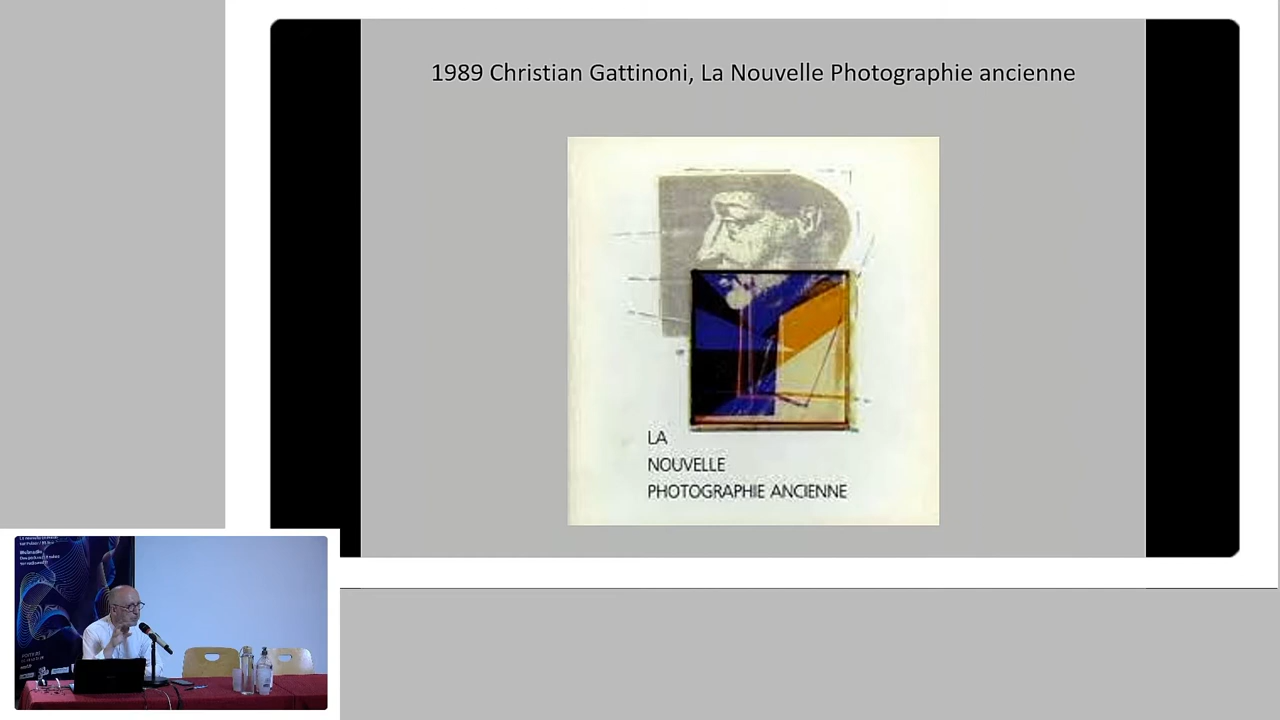 1989 Christian Gattinoni, La Nouvelle Photographie ancienne
LA
NOUVELLE
PHOTOGRAPHIE ANCIENNE